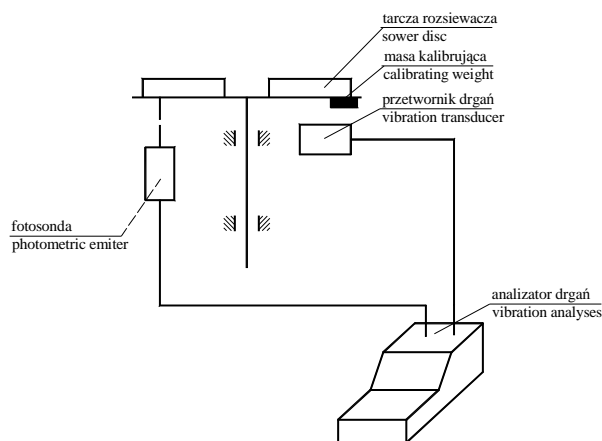 tarcza rozsiewacza
sower disc
masa kalibrująca
calibrating weight
przetwornik drgań
vibration transducer
fotosonda
photometric emiter
analizator drgań
vibration analyses